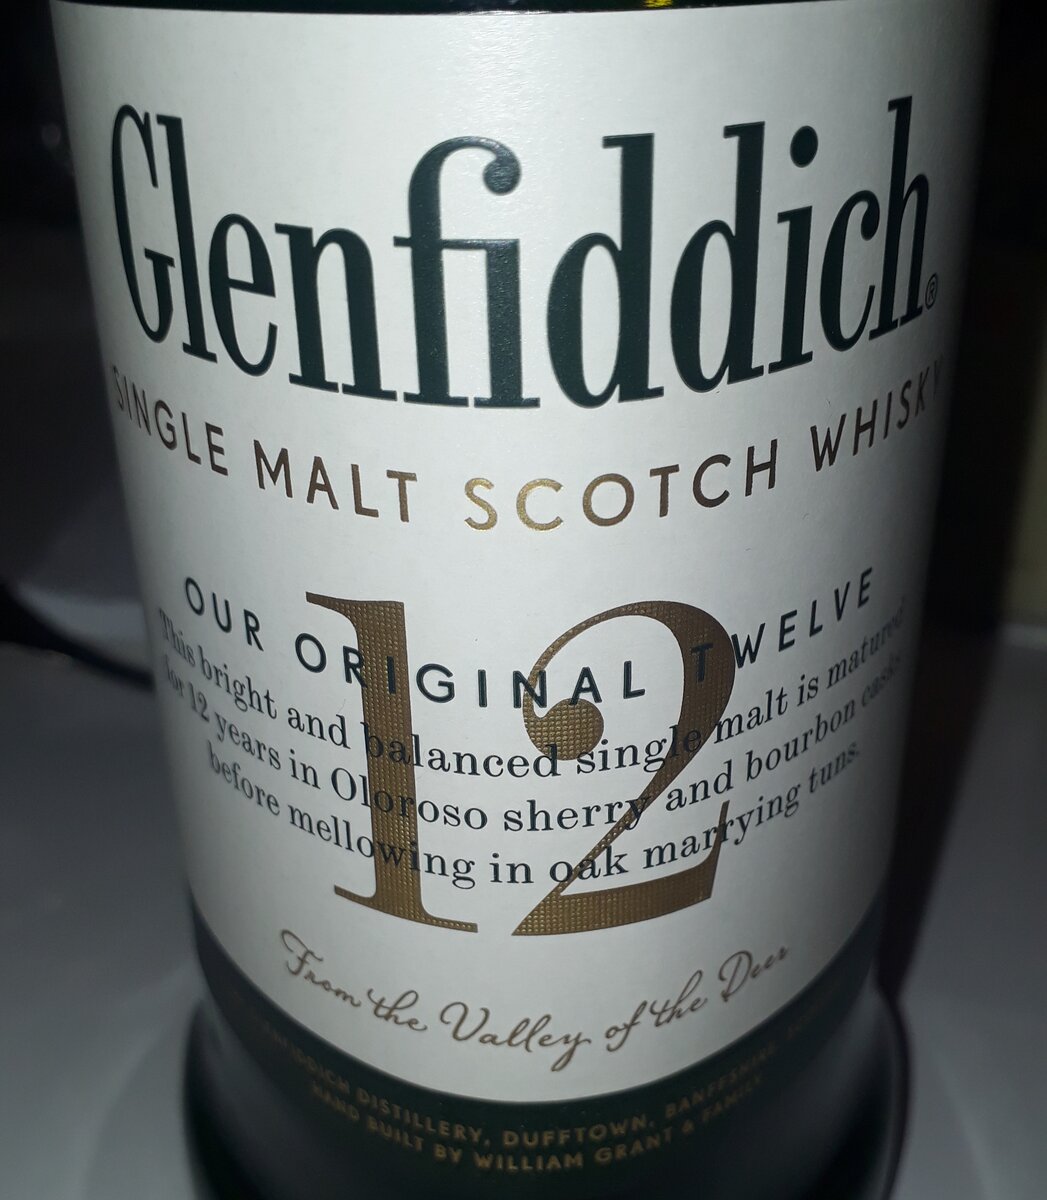 Glenfiddich®
SINGLE MALT SCOTCH WHISKY
12
OUR ORIGINAL TWELVE
This bright and balanced single malt is matured
for 12 years in Oloroso sherry and bourbon casks
before mellowing in oak marrying tuns.
From the Valley of the Deer
GLENFIDDICH DISTILLERY, DUFFTOWN, BANFFSHIRE,
HAND BUILT BY WILLIAM GRANT & FAMILY